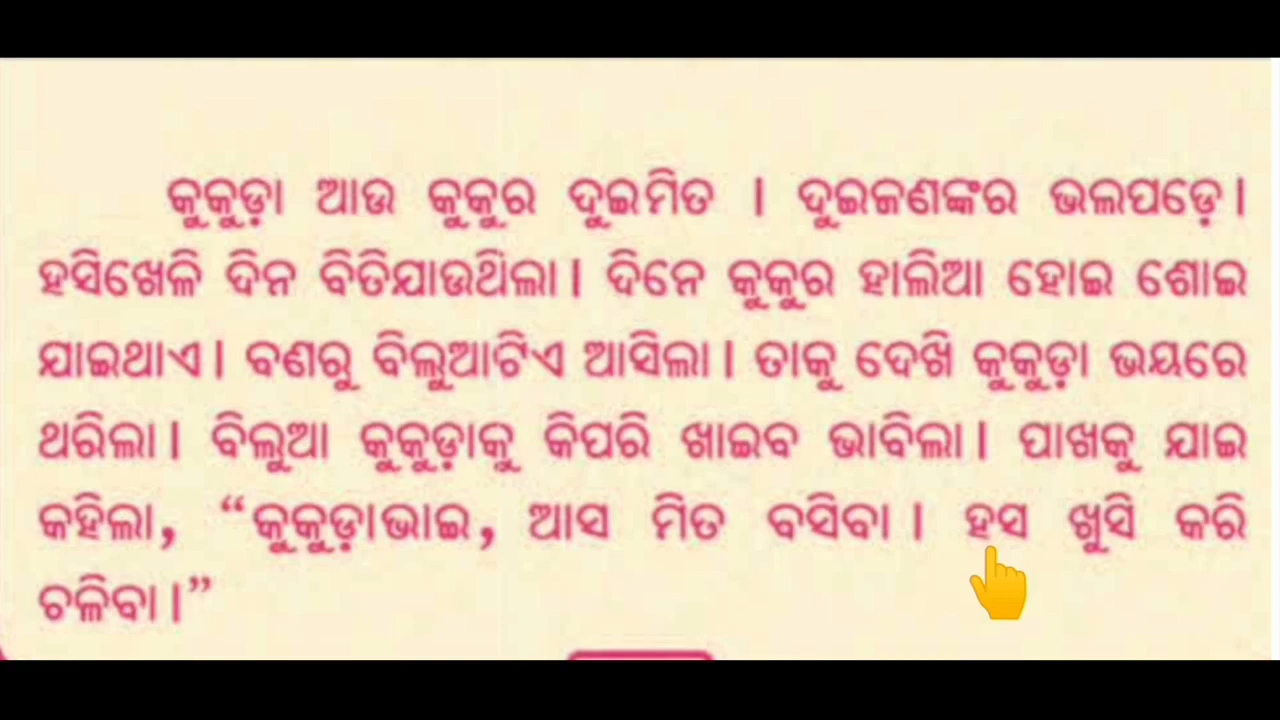 କୁକୁଡ଼ା ଆଉ କୁକୁର ଦୁଇମିତ । ଦୁଇଜଣଙ୍କର ଭଲପଡ଼େ।
ହସିଖେଳି ଦିନ ବିତିଯାଉଥିଲା। ଦିନେ କୁକୁର ହାଲିଆ ହୋଇ ଶୋଇ
ଯାଇଥାଏ। ବଣରୁ ବିଲୁଆଟିଏ ଆସିଲା। ତାକୁ ଦେଖି କୁକୁଡ଼ା ଭୟରେ
ଥରିଲା। ବିଲୁଆ କୁକୁଡ଼ାକୁ କିପରି ଖାଇବ ଭାବିଲା। ପାଖକୁ ଯାଇ
କହିଲା, “କୁକୁଡ଼ାଭାଇ, ଆସ ମିତ ବସିବା। ହସ ଖୁସି କରି
ଚଳିବା।”